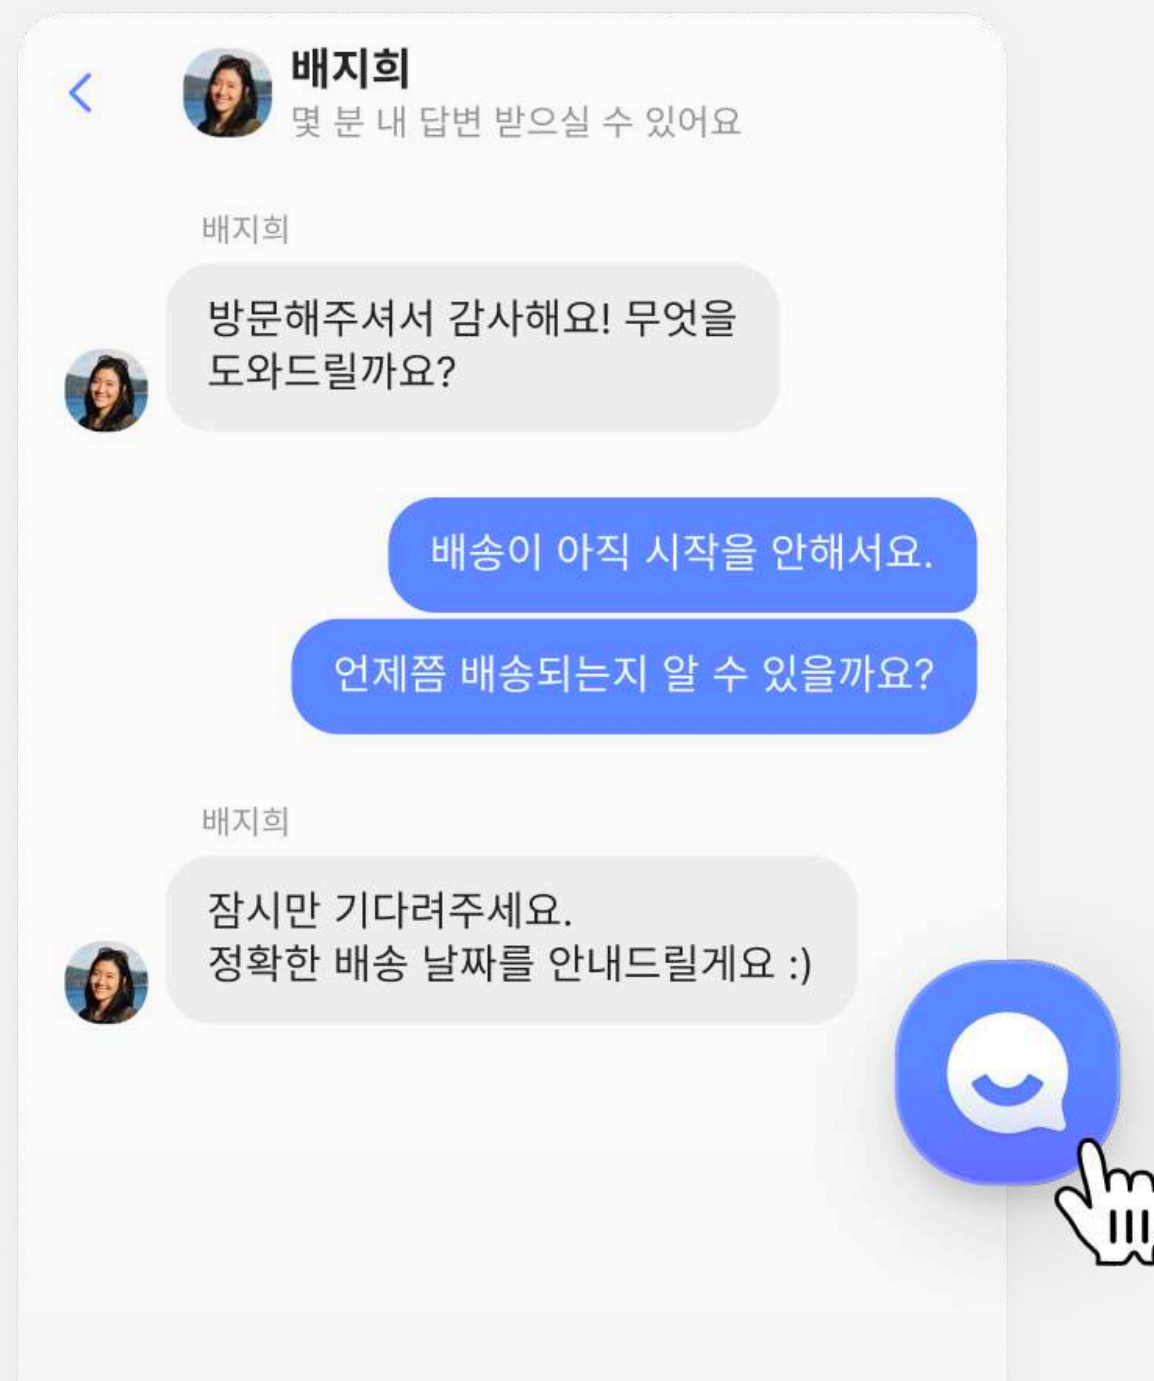 배지희
몇 분 내 답변 받으실 수 있어요
배지희
방문해주셔서 감사해요! 무엇을
도와드릴까요?
배송이 아직 시작을 안해서요.
언제쯤 배송되는지 알 수 있을까요?
배지희
잠시만 기다려주세요.
정확한 배송 날짜를 안내드릴게요 :)